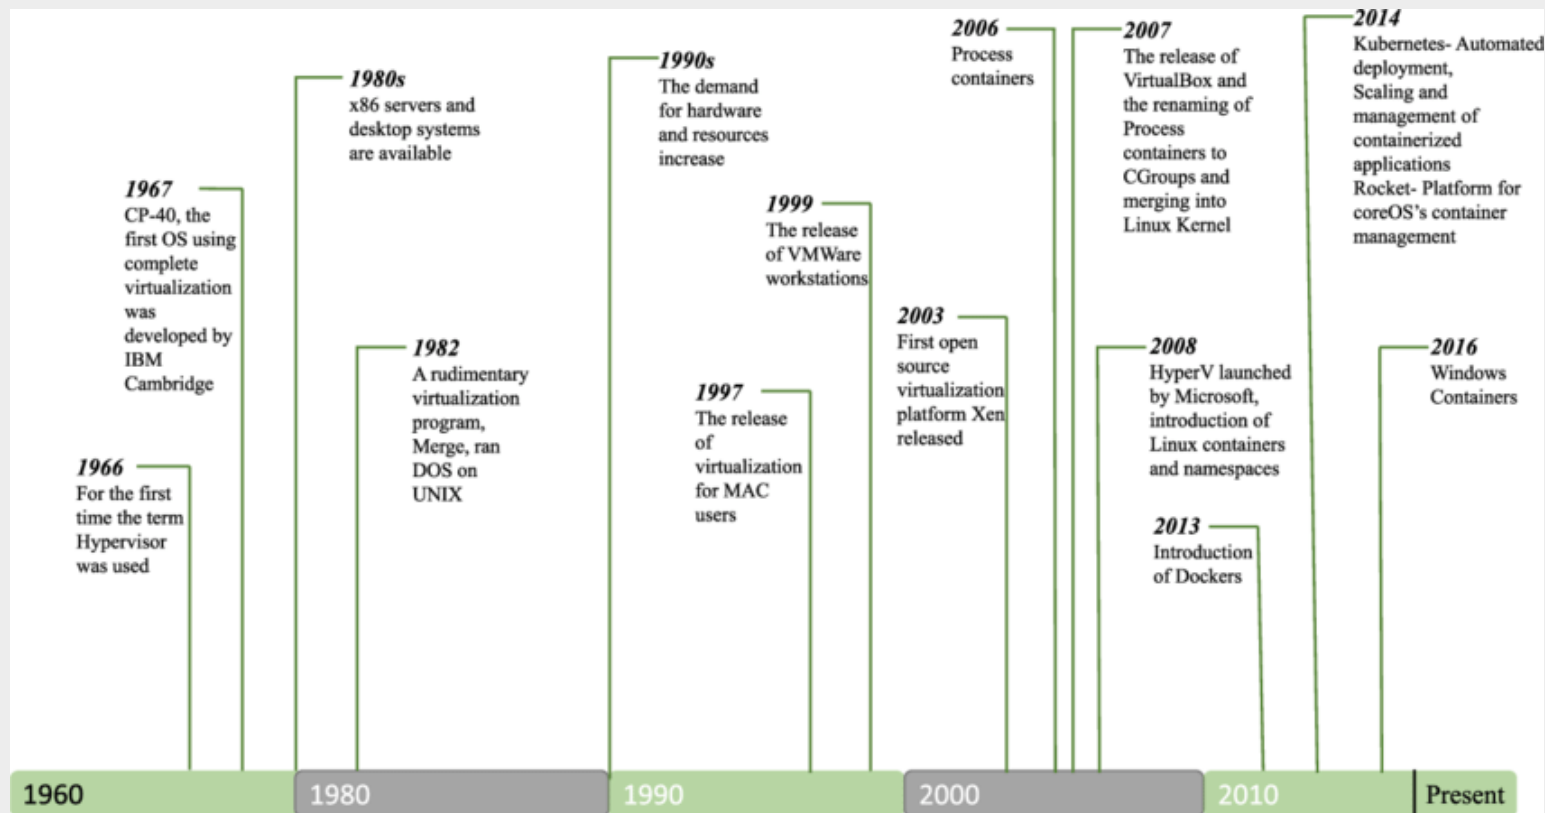 1966
For the first
time the term
Hypervisor
was used
1967
CP-40, the
first OS using
complete
virtualization
was
developed by
IBM
Cambridge
1980s
x86 servers and
desktop systems
are available
1982
A rudimentary
virtualization
program,
Merge, ran
DOS on
UNIX
1990s
The demand
for hardware
and resources
increase
1997
The release
of
virtualization
for MAC
users
1999
The release
of VMWare
workstations
2003
First open
source
virtualization
platform Xen
released
2006
Process
containers
2007
The release of
VirtualBox and
the renaming of
Process
containers to
CGroups and
merging into
Linux Kernel
2008
HyperV launched
by Microsoft,
introduction of
Linux containers
and namespaces
2013
Introduction
of Dockers
2014
Kubernetes- Automated
deployment,
Scaling and
management of
containerized
applications
Rocket- Platform for
coreOS's container
management
2016
Windows
Containers
1960
1980
1990
2000
2010
Present